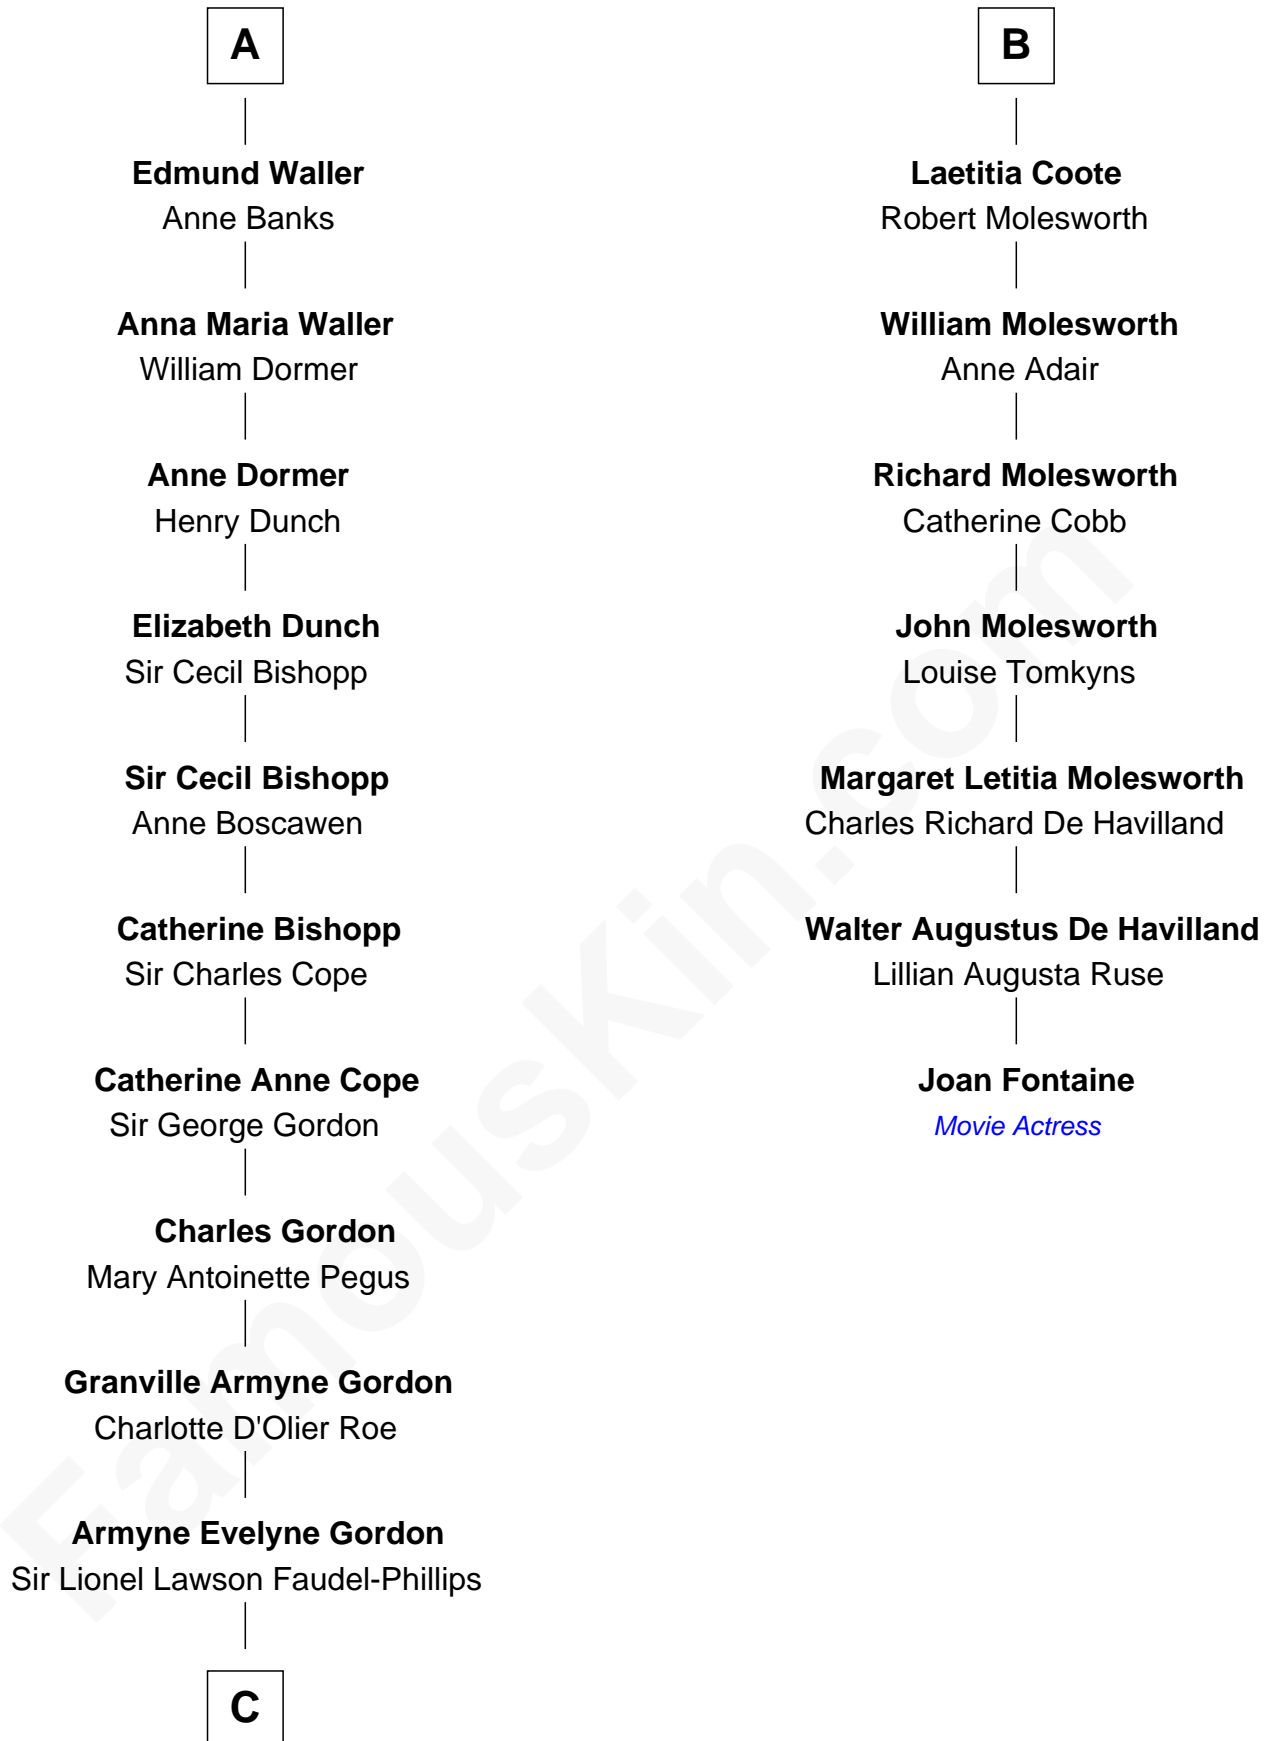 A
Edmund Waller
Anne Banks
Anna Maria Waller
William Dormer
Anne Dormer
Henry Dunch
Elizabeth Dunch
Sir Cecil Bishopp
Sir Cecil Bishopp
Anne Boscawen
Catherine Bishopp
Sir Charles Cope
Catherine Anne Cope
Sir George Gordon
Charles Gordon
Mary Antoinette Pegus
Granville Armyne Gordon
Charlotte D'Olier Roe
Armyne Evelyne Gordon
Sir Lionel Lawson Faudel-Phillips
C
B
Laetitia Coote
Robert Molesworth
William Molesworth
Anne Adair
Richard Molesworth
Catherine Cobb
John Molesworth
Louise Tomkyns
Margaret Letitia Molesworth
Charles Richard De Havilland
Walter Augustus De Havilland
Lillian Augusta Ruse
Joan Fontaine
Movie Actress
FamousKin.com